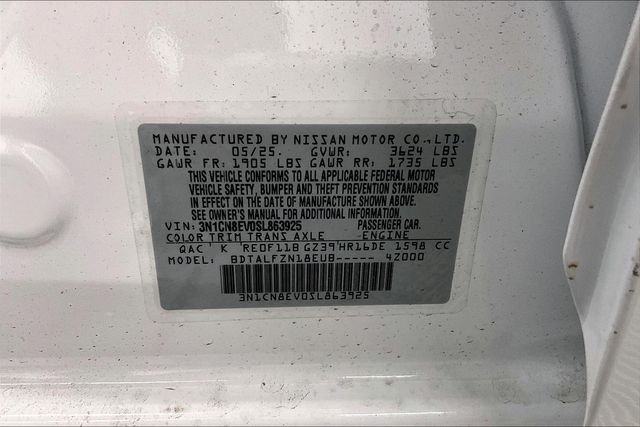 MANUFACTURED BY NISSAN MOTOR CO., LTD.
DATE: 05/25 GVWR: 3624 LBS
GAWR FR: 1905 LBS GAWR RR: 1735 LBS
THIS VEHICLE CONFORMS TO ALL APPLICABLE FEDERAL MOTOR
VEHICLE SAFETY, BUMPER AND THEFT PREVENTION STANDARDS
IN EFFECT ON THE DATE OF MANUFACTURE SHOWN ABOVE.
SEE OWNER'S MANUAL FOR ADDITIONAL INFORMATION.
VIN: 3N1CN8EV0SL863925 PASSENGER CAR.
COLOR TRIM TRANS AXLE ENGINE
QAC K RE0F11B GZ39 HR16DE 1598 CC
MODEL: BDTALFZN18EUB----- 4Z000
3N1CN8EV0SL863925